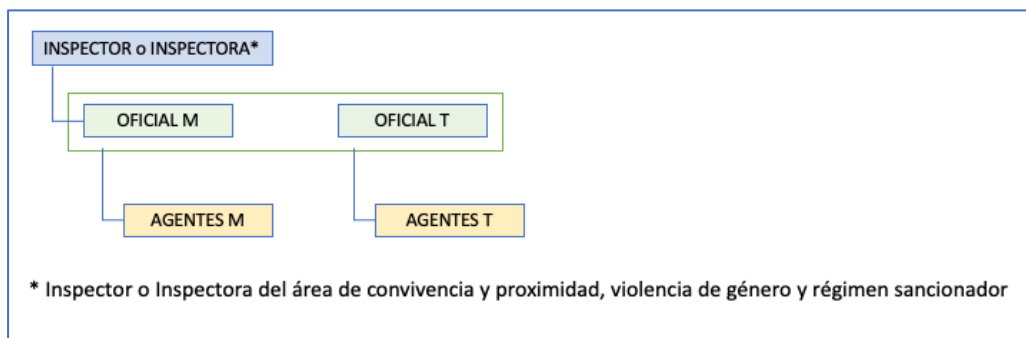 INSPECTOR o INSPECTORA*
OFICIAL M
OFICIAL T
AGENTES M
AGENTES T
* Inspector o Inspectora del área de convivencia y proximidad, violencia de género y régimen sancionador